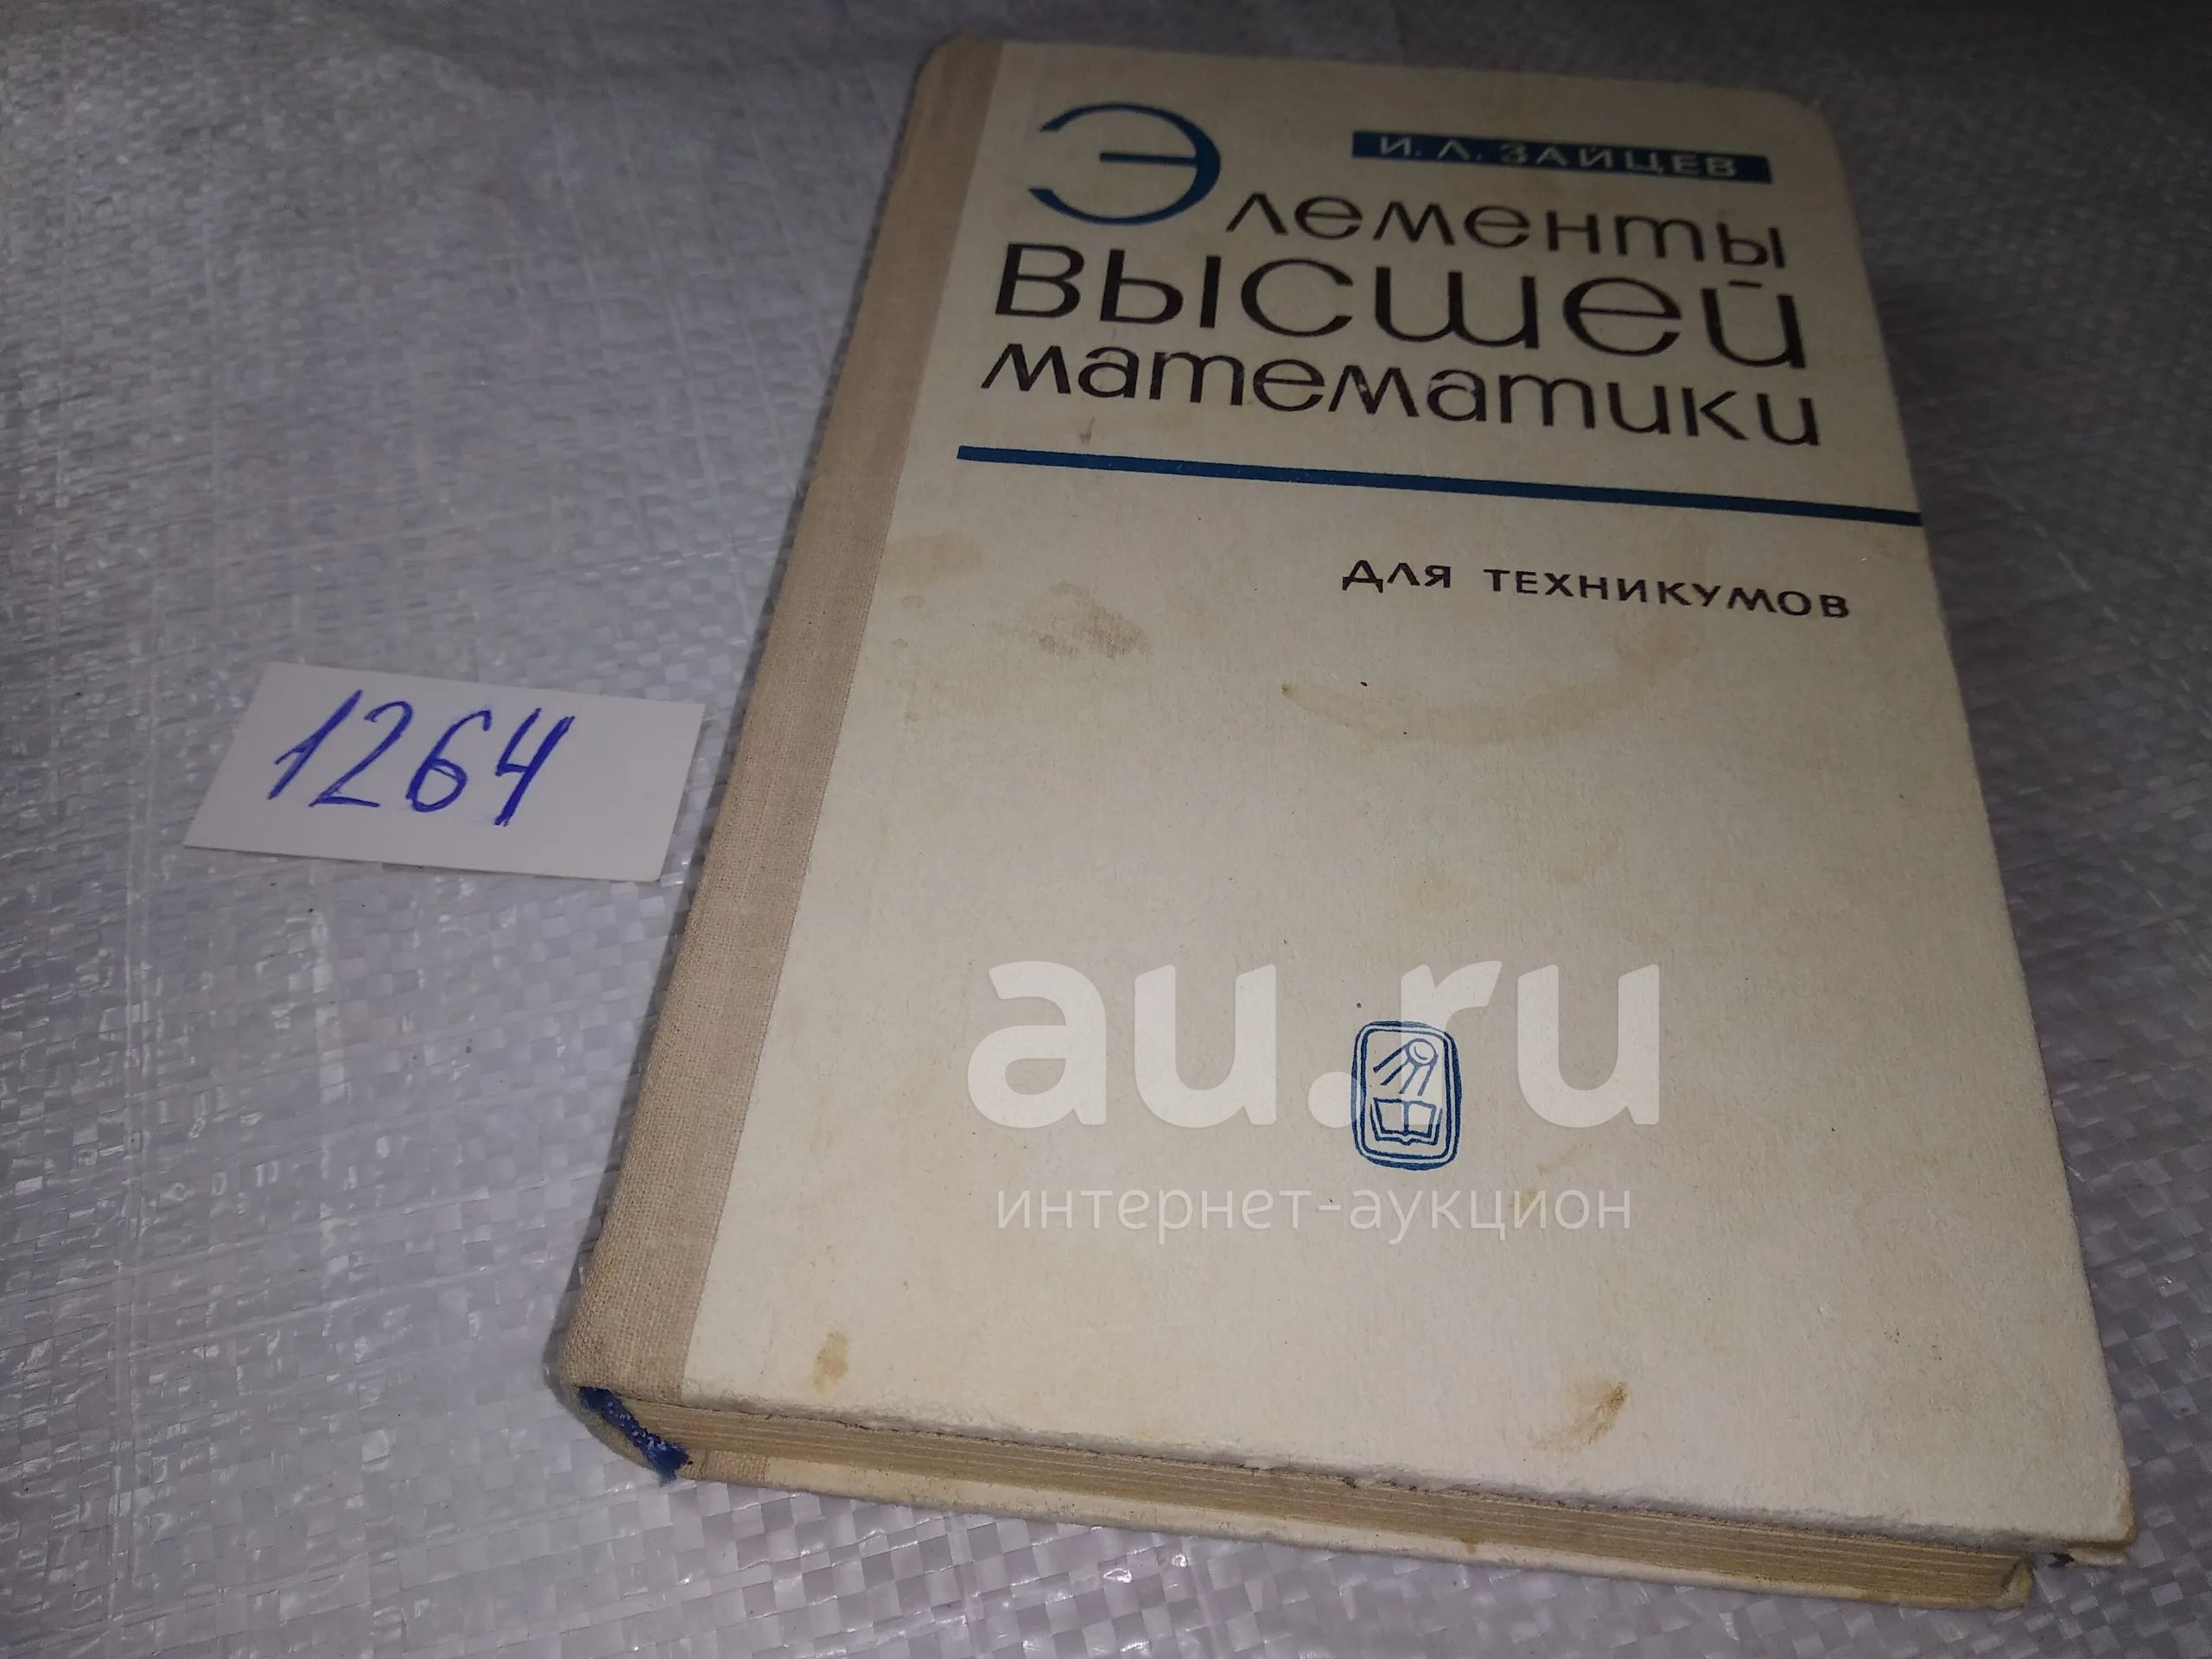 И. Л. ЗАЙЦЕВ
Элементы
высшей
математики
ДЛЯ ТЕХНИКУМОВ
1264
au.ru
интернет-аукцион